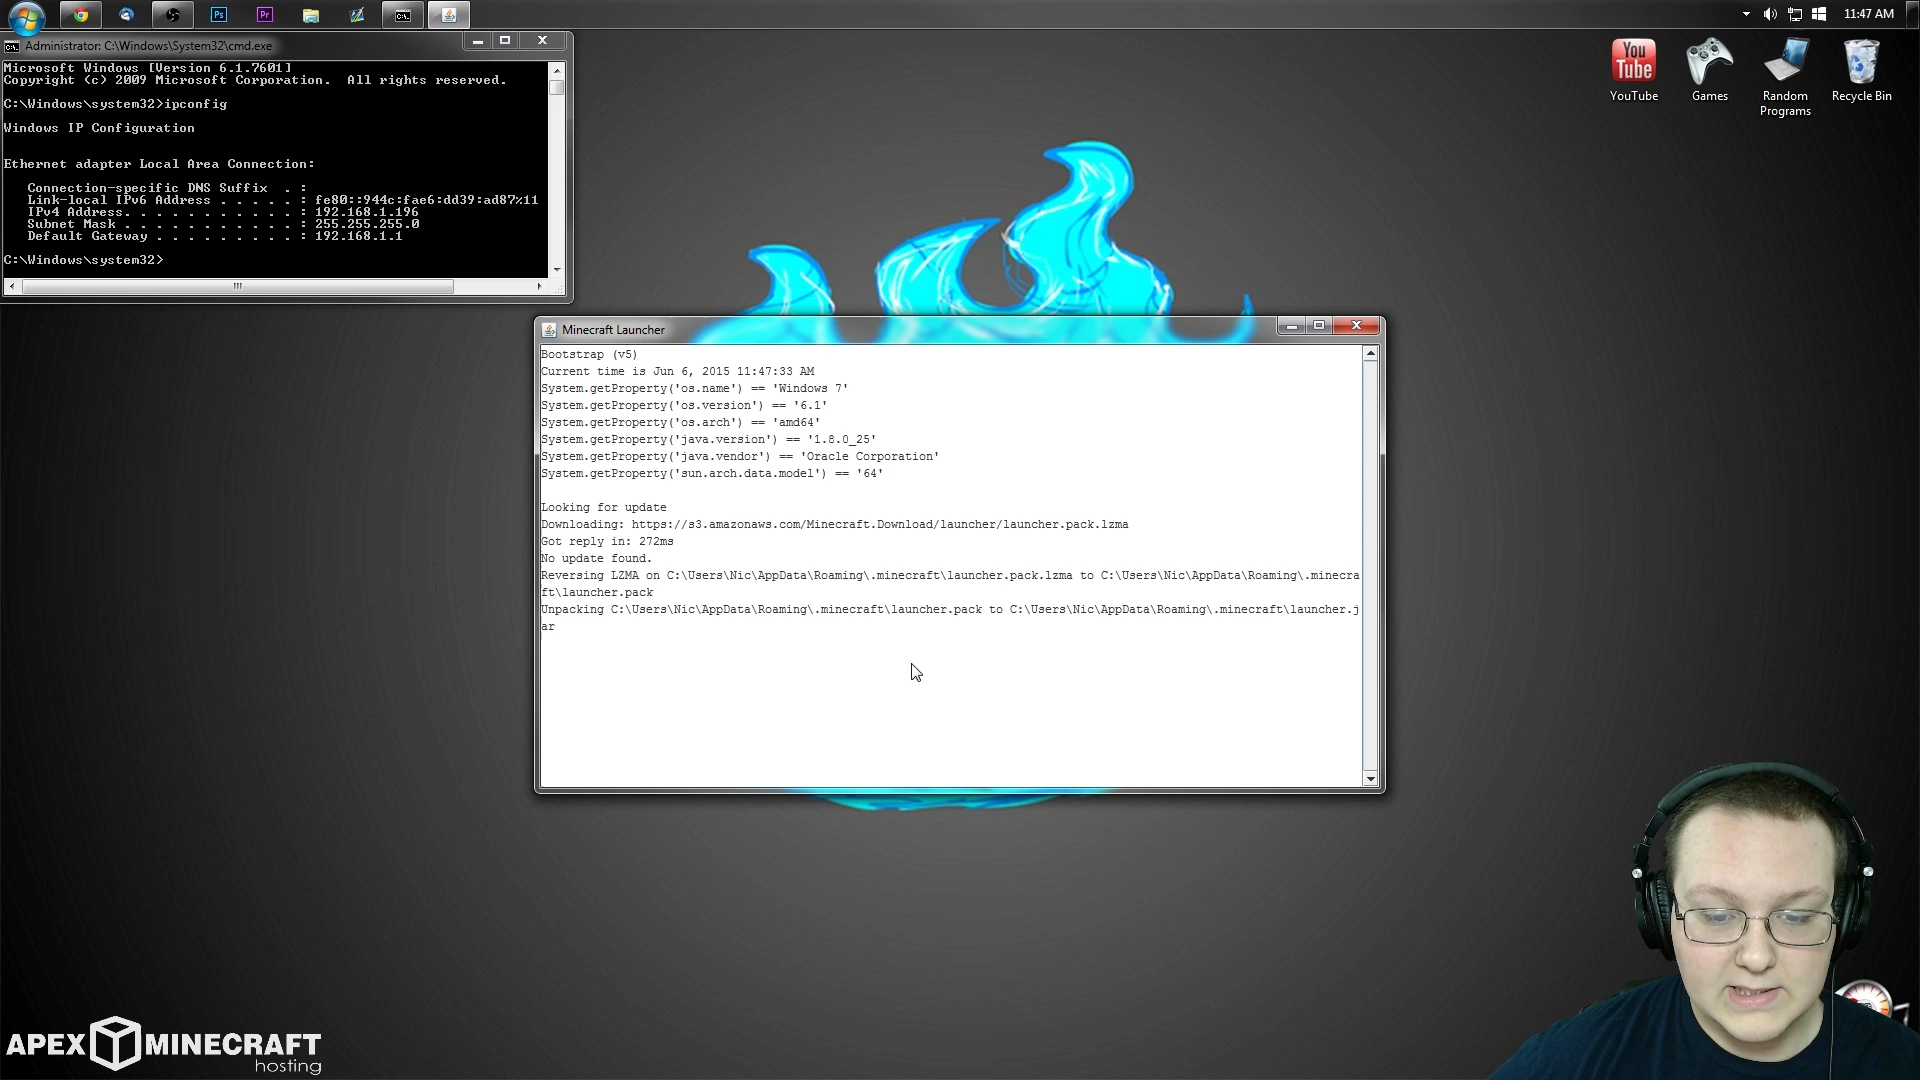 Ps
Pr
C:\.
11:47 AM
Administrator: C:\Windows\System32\cmd.exe
Microsoft Windows [Version 6.1.7601]
Copyright (c) 2009 Microsoft Corporation.  All rights reserved.
C:\Windows\system32>ipconfig
Windows IP Configuration
Ethernet adapter Local Area Connection:
Connection-specific DNS Suffix  . :
Link-local IPv6 Address . . . . . : fe80::944c:fae6:dd39:ad87%11
IPv4 Address. . . . . . . . . . . : 192.168.1.196
Subnet Mask . . . . . . . . . . . : 255.255.255.0
Default Gateway . . . . . . . . . : 192.168.1.1
C:\Windows\system32>
You
Tube
YouTube
Games
Random
Programs
Recycle Bin
Minecraft Launcher
Bootstrap (v5)
Current time is Jun 6, 2015 11:47:33 AM
System.getProperty('os.name') == 'Windows 7'
System.getProperty('os.version') == '6.1'
System.getProperty('os.arch') == 'amd64'
System.getProperty('java.version') == '1.8.0_25'
System.getProperty('java.vendor') == 'Oracle Corporation'
System.getProperty('sun.arch.data.model') == '64'
Looking for update
Downloading: https://s3.amazonaws.com/Minecraft.Download/launcher/launcher.pack.lzma
Got reply in: 272ms
No update found.
Reversing LZMA on C:\Users\Nic\AppData\Roaming\.minecraft\launcher.pack.lzma to C:\Users\Nic\AppData\Roaming\.minecra
ft\launcher.pack
Unpacking C:\Users\Nic\AppData\Roaming\.minecraft\launcher.pack to C:\Users\Nic\AppData\Roaming\.minecraft\launcher.j
ar
APEX MINECRAFT
hosting